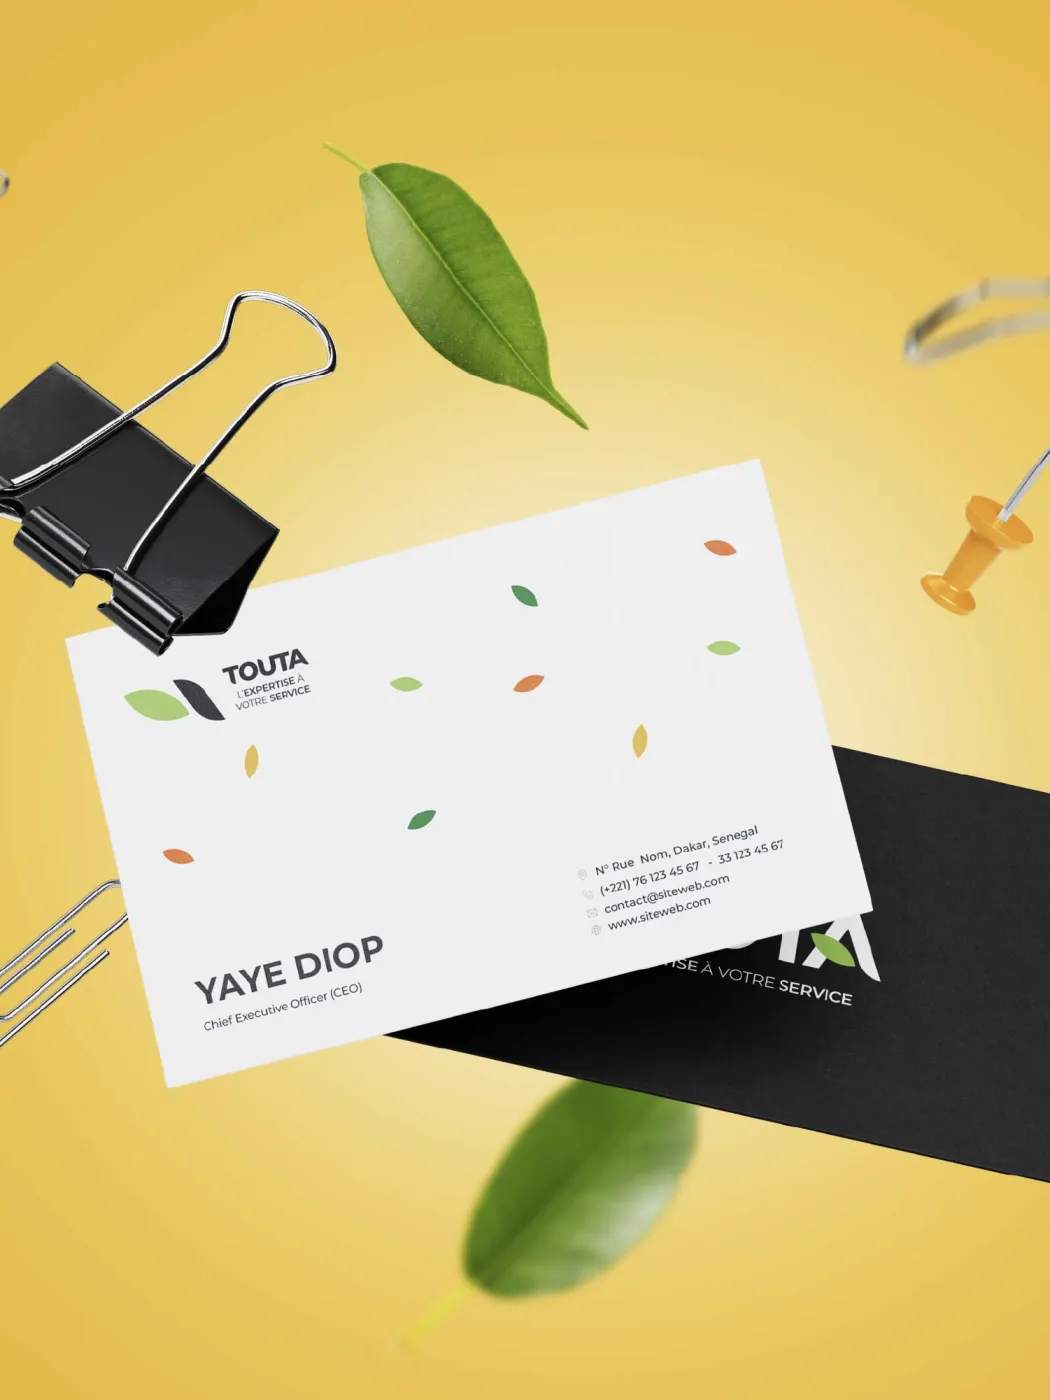 TOUTA
L'EXPERTISE À
VOTRE SERVICE
N° Rue Nom, Dakar, Senegal
(+221) 76 123 45 67 - 33 123 45 67
contact@siteweb.com
www.siteweb.com
YAYE DIOP
Chief Executive Officer (CEO)
À VOTRE SERVICE